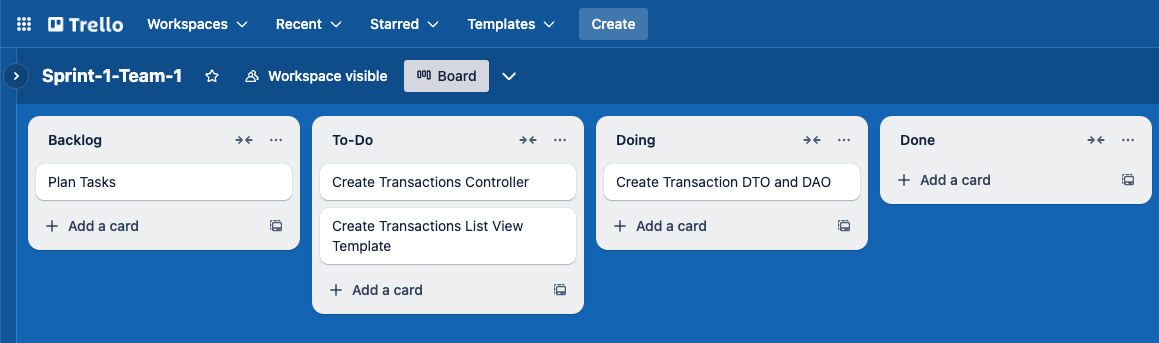 Trello Workspaces Recent Starred Templates Create
Sprint-1-Team-1 Workspace visible Board
Backlog
Plan Tasks
Add a card
To-Do
Create Transactions Controller
Create Transactions List View
Template
Add a card
Doing
Create Transaction DTO and DAO
Add a card
Done
Add a card